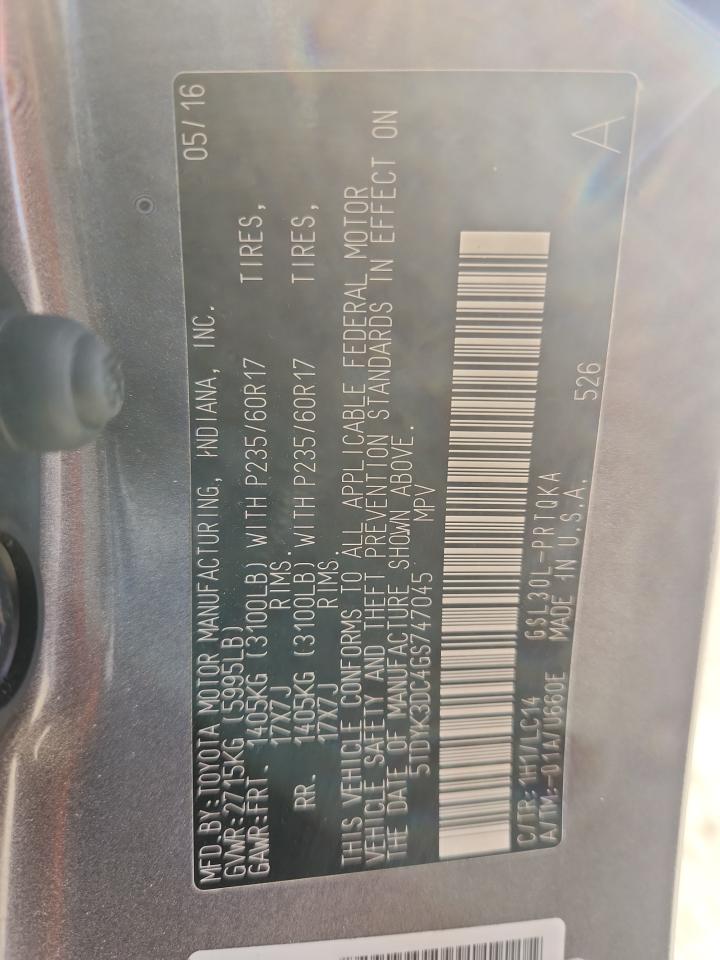 MFD.BY:TOYOTA MOTOR MANUFACTURING, INDIANA, INC. 05/16
GVWR:2715KG (5995LB)
GAWR:FRT. 1405KG (3100LB) WITH P235/60R17 TIRES,
17X7J RIMS.
RR. 1405KG (3100LB) WITH P235/60R17 TIRES,
17X7J RIMS.
THIS VEHICLE CONFORMS TO ALL APPLICABLE FEDERAL MOTOR
VEHICLE SAFETY AND THEFT PREVENTION STANDARDS IN EFFECT ON
THE DATE OF MANUFACTURE SHOWN ABOVE.
5TDYK3DC4GS747045 MPV
C/TR:1H1/LC14 GSL30L-PRTQKA 526 A
A/TM:-01A/U660E MADE IN U.S.A.